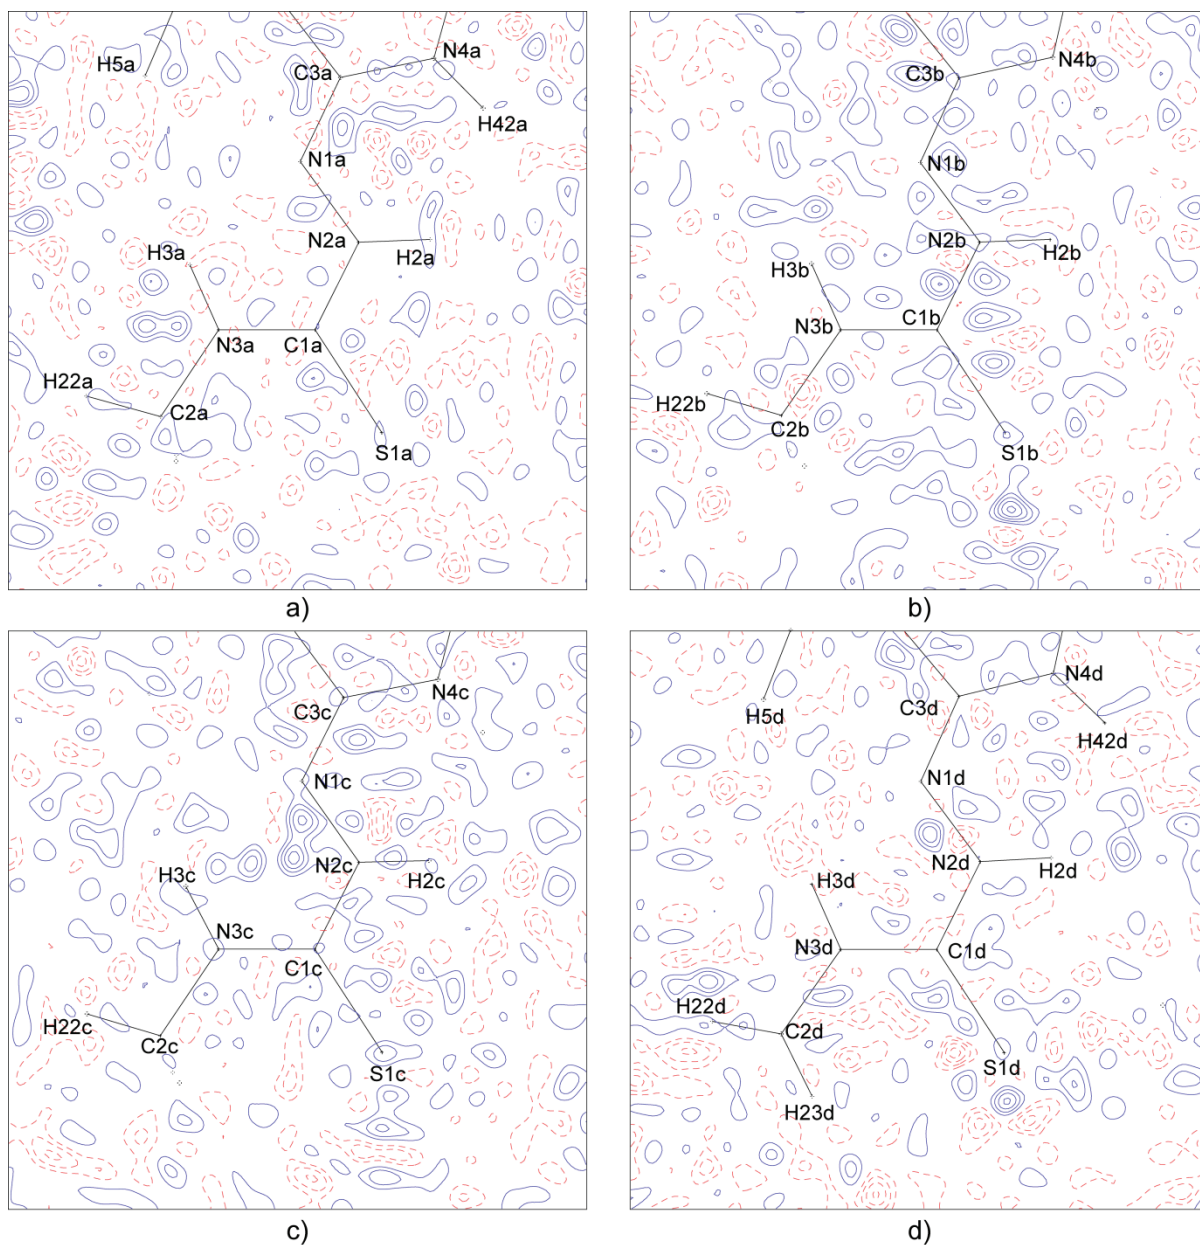 H5a
N4a
C3a
H42a
N1a
N2a
H2a
H3a
N3a
C1a
H22a
C2a
S1a
a)
N4b
C3b
N1b
N2b
H2b
H3b
N3b
C1b
H22b
C2b
S1b
b)
N4c
C3c
N1c
N2c
H2c
H3c
N3c
C1c
H22c
C2c
S1c
c)
N4d
C3d
H5d
H42d
N1d
N2d
H2d
H3d
N3d
C1d
H22d
C2d
S1d
H23d
d)